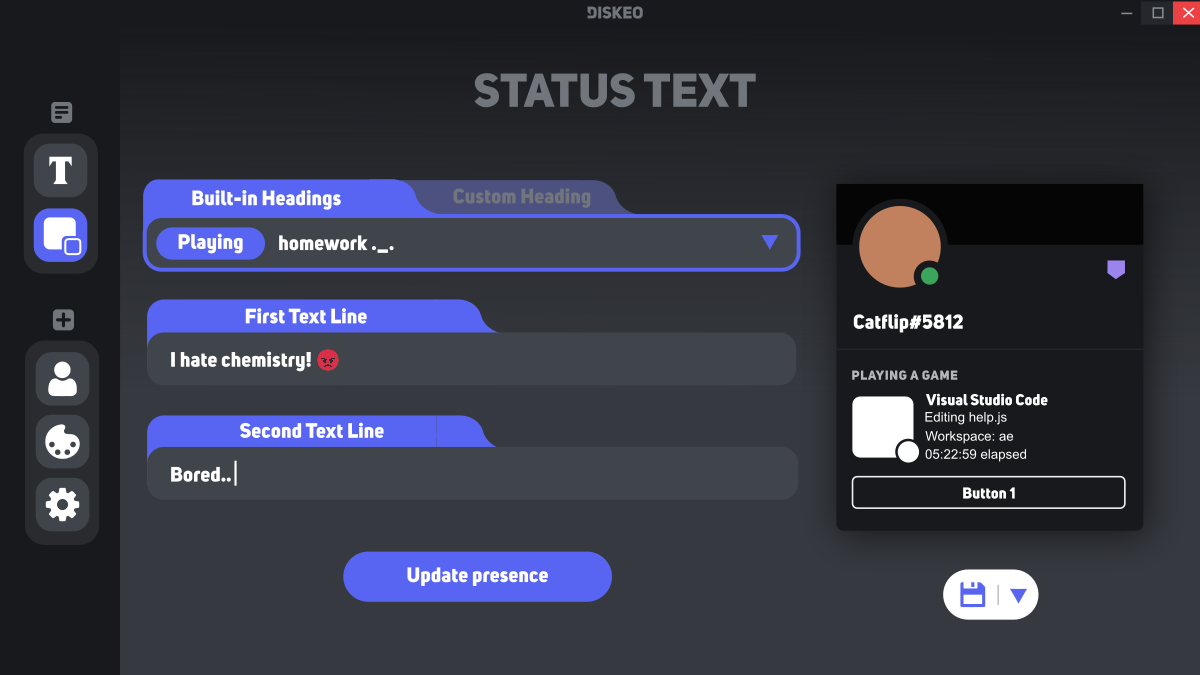 DISKEO
STATUS TEXT
T
Built-in Headings
Custom Heading
Playing homework ._.
First Text Line
I hate chemistry! 😡
Second Text Line
Bored..
Update presence
Catflip#5812
PLAYING A GAME
Visual Studio Code
Editing help.js
Workspace: ae
05:22:59 elapsed
Button 1